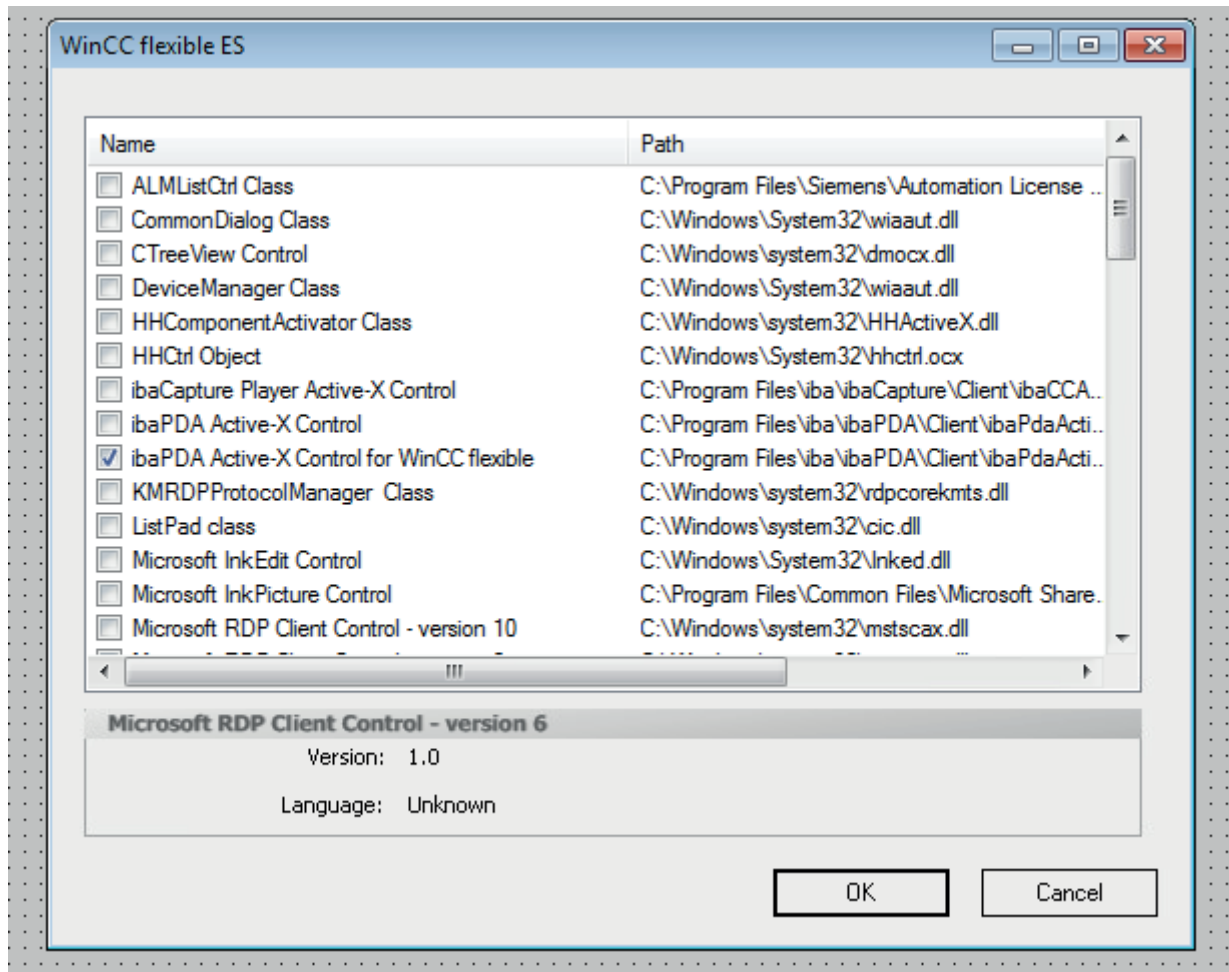 WinCC flexible ES
Name Path
ALMListCtrl Class C:\Program Files\Siemens\Automation License ..
CommonDialog Class C:\Windows\System32\wiaaut.dll
CTreeView Control C:\Windows\system32\dmocx.dll
DeviceManager Class C:\Windows\System32\wiaaut.dll
HHComponentActivator Class C:\Windows\system32\HHActiveX.dll
HHCtrl Object C:\Windows\System32\hhctrl.ocx
ibaCapture Player Active-X Control C:\Program Files\iba\ibaCapture\Client\ibaCCA..
ibaPDA Active-X Control C:\Program Files\iba\ibaPDA\Client\ibaPdaActi..
ibaPDA Active-X Control for WinCC flexible C:\Program Files\iba\ibaPDA\Client\ibaPdaActi..
KMRDPProtocolManager Class C:\Windows\system32\rdpcorekmts.dll
ListPad class C:\Windows\system32\cic.dll
Microsoft InkEdit Control C:\Windows\System32\Inked.dll
Microsoft InkPicture Control C:\Program Files\Common Files\Microsoft Share.
Microsoft RDP Client Control - version 10 C:\Windows\system32\mstscax.dll
Microsoft RDP Client Control - version 6
Version: 1.0
Language: Unknown
OK Cancel